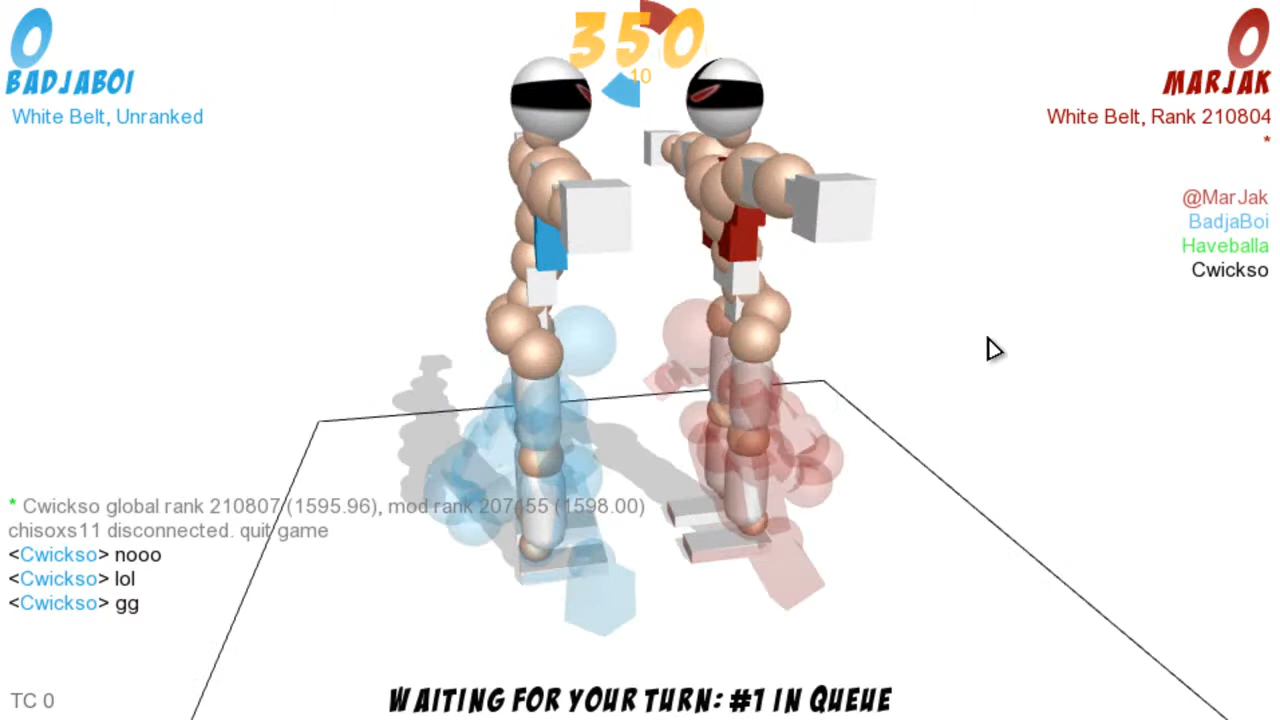 0
350
0
10
BADJABOI
MARJAK
White Belt, Unranked
White Belt, Rank 210804
*
@MarJak
BadjaBoi
Haveballa
Cwickso
* Cwickso global rank 210807 (1595.96), mod rank 207455 (1598.00)
chisoxs11 disconnected. quit game
<Cwickso> nooo
<Cwickso> lol
<Cwickso> gg
TC 0
WAITING FOR YOUR TURN: #1 IN QUEUE